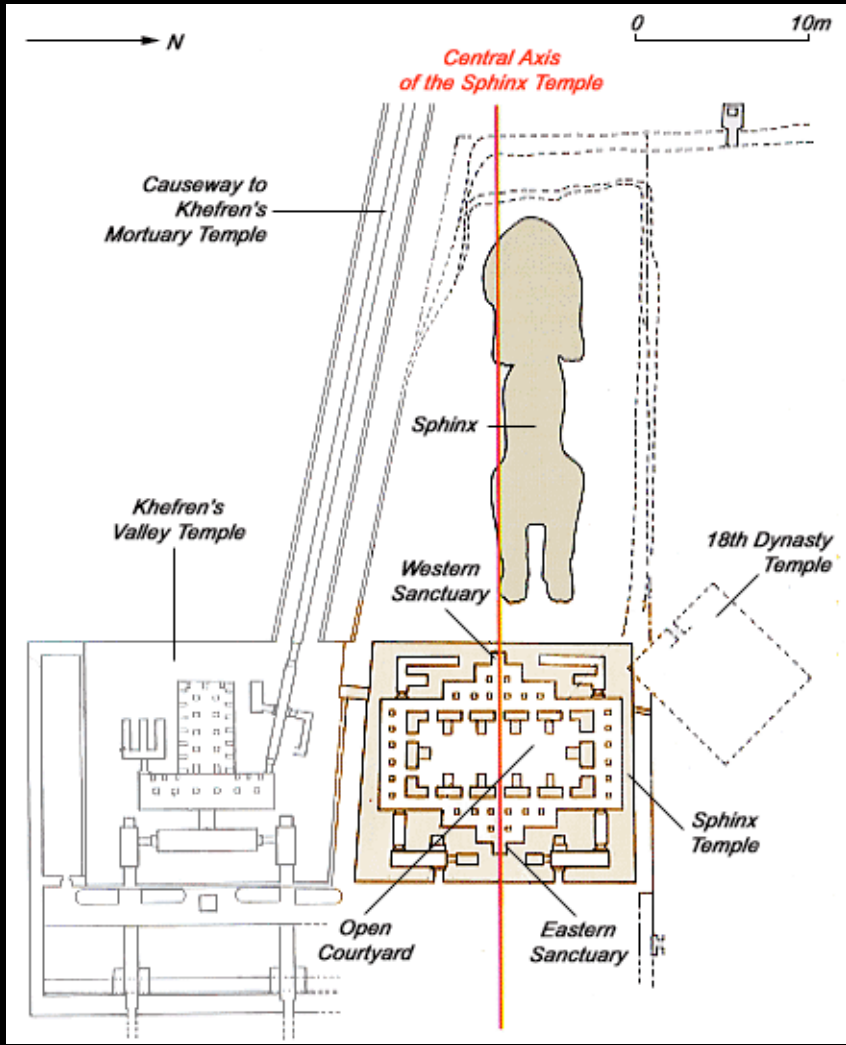 N
0 10m
Central Axis
of the Sphinx Temple
Causeway to
Khefren's
Mortuary Temple
Sphinx
Khefren's
Valley Temple
18th Dynasty
Temple
Western
Sanctuary
Sphinx
Temple
Open
Courtyard
Eastern
Sanctuary